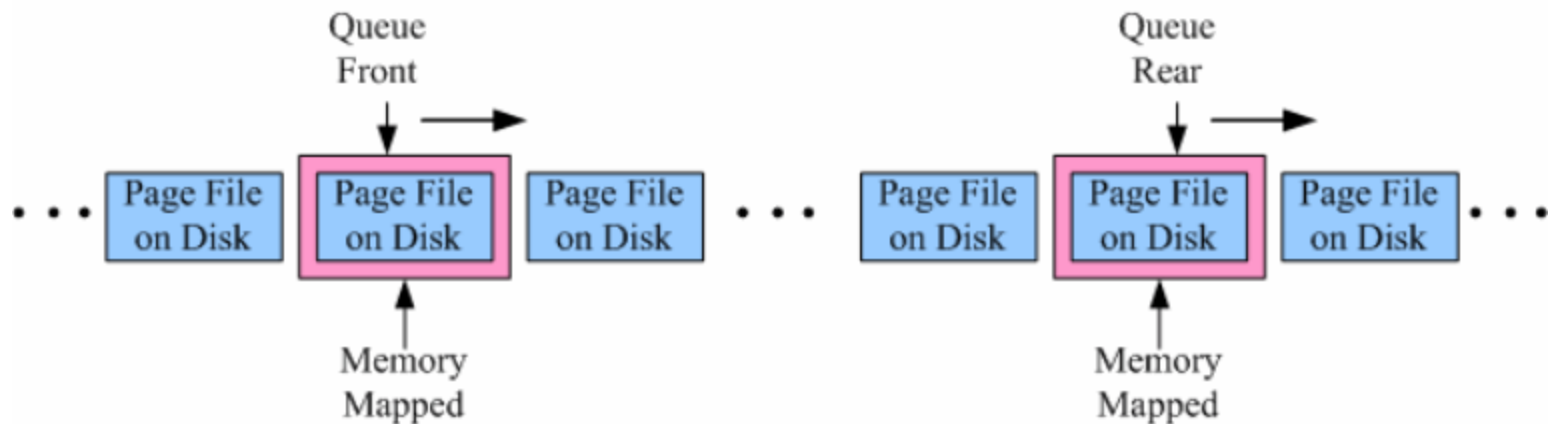 Queue
Front
Queue
Rear
Page File
on Disk
Page File
on Disk
Page File
on Disk
Page File
on Disk
Page File
on Disk
Page File
on Disk
Memory
Mapped
Memory
Mapped